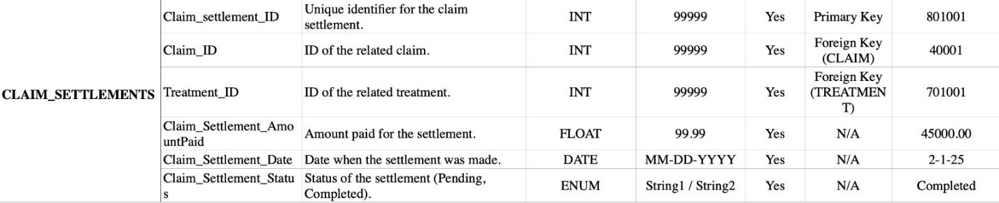 Claim_settlement_ID
Unique identifier for the claim
settlement.
INT
99999
Yes
Primary Key
801001
Claim_ID
ID of the related claim.
INT
99999
Yes
Foreign Key
(CLAIM)
40001
CLAIM_SETTLEMENTS
Treatment_ID
ID of the related treatment.
INT
99999
Yes
Foreign Key
(TREATMEN
T)
701001
Claim_Settlement_Amo
untPaid
Amount paid for the settlement.
FLOAT
99.99
Yes
N/A
45000.00
Claim_Settlement_Date
Date when the settlement was made.
DATE
MM-DD-YYYY
Yes
N/A
2-1-25
Claim_Settlement_Statu
s
Status of the settlement (Pending,
Completed).
ENUM
String1 / String2
Yes
N/A
Completed